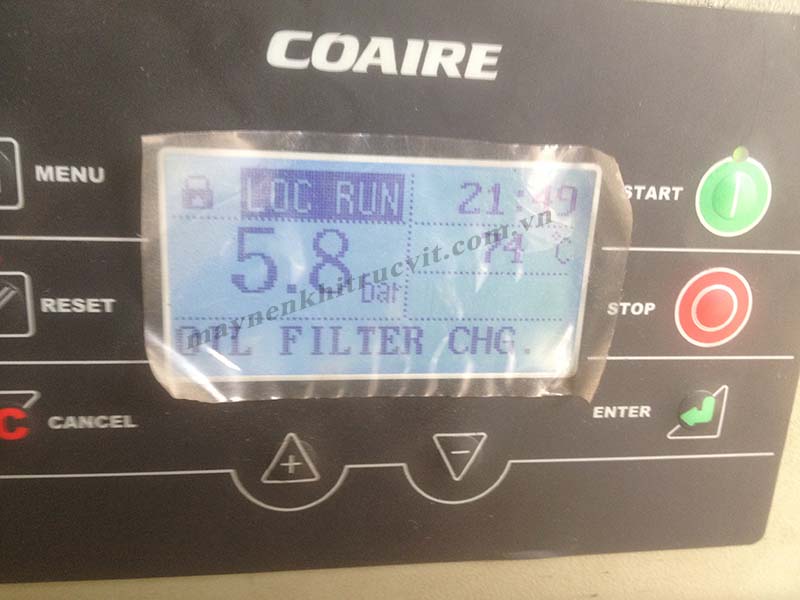 COAIRE
MENU
LOC RUN
21:49
START
5.8 bar
74 °C
RESET
STOP
OIL FILTER CHG.
C CANCEL
ENTER
+
-
maynenkhitrucvit.com.vn